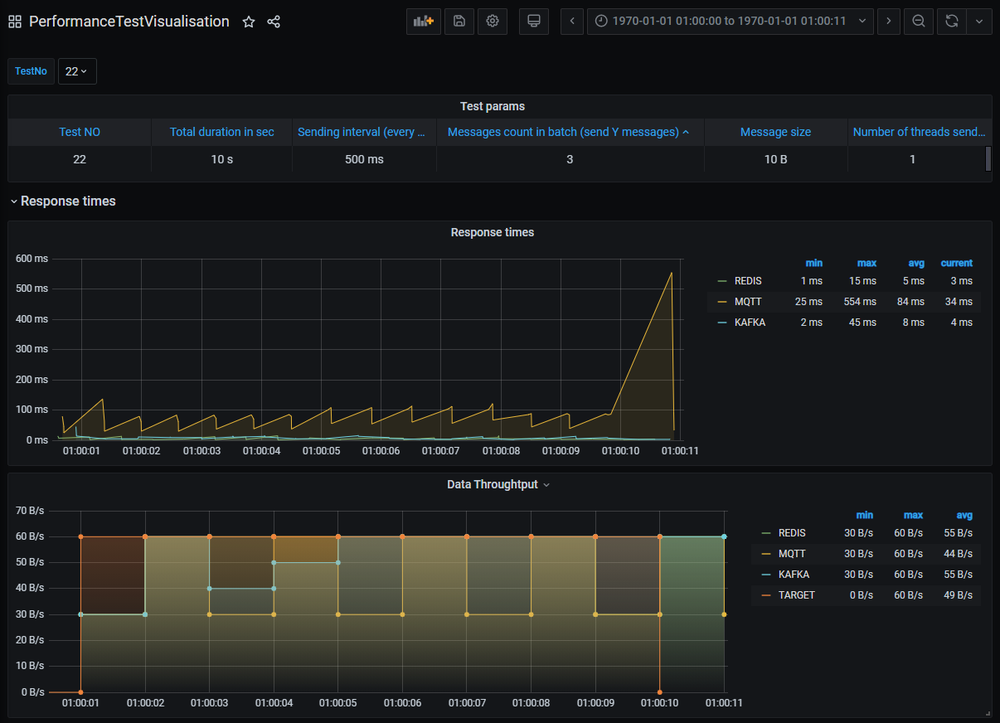 PerformanceTestVisualisation
1970-01-01 01:00:00 to 1970-01-01 01:00:11
TestNo 22
Test params
Test NO Total duration in sec Sending interval (every ... Messages count in batch (send Y messages) Message size Number of threads send...
22 10 s 500 ms 3 10 B 1
Response times
Response times
600 ms
500 ms
400 ms
300 ms
200 ms
100 ms
0 ms
01:00:01 01:00:02 01:00:03 01:00:04 01:00:05 01:00:06 01:00:07 01:00:08 01:00:09 01:00:10 01:00:11
min max avg current
REDIS 1 ms 15 ms 5 ms 3 ms
MQTT 25 ms 554 ms 84 ms 34 ms
KAFKA 2 ms 45 ms 8 ms 4 ms
Data Throughtput
70 B/s
60 B/s
50 B/s
40 B/s
30 B/s
20 B/s
10 B/s
0 B/s
01:00:01 01:00:02 01:00:03 01:00:04 01:00:05 01:00:06 01:00:07 01:00:08 01:00:09 01:00:10 01:00:11
min max avg
REDIS 30 B/s 60 B/s 55 B/s
MQTT 30 B/s 60 B/s 44 B/s
KAFKA 30 B/s 60 B/s 55 B/s
TARGET 0 B/s 60 B/s 49 B/s